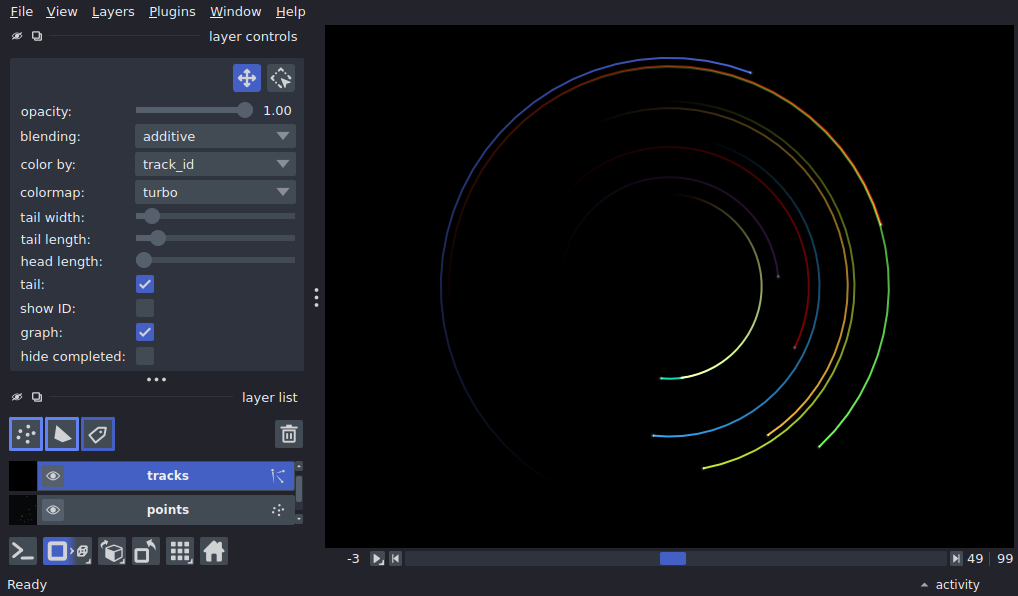 File View Layers Plugins Window Help
layer controls
opacity: 1.00
blending: additive
color by: track_id
colormap: turbo
tail width:
tail length:
head length:
tail:
show ID:
graph:
hide completed:
layer list
tracks
points
-3 49 99
Ready activity